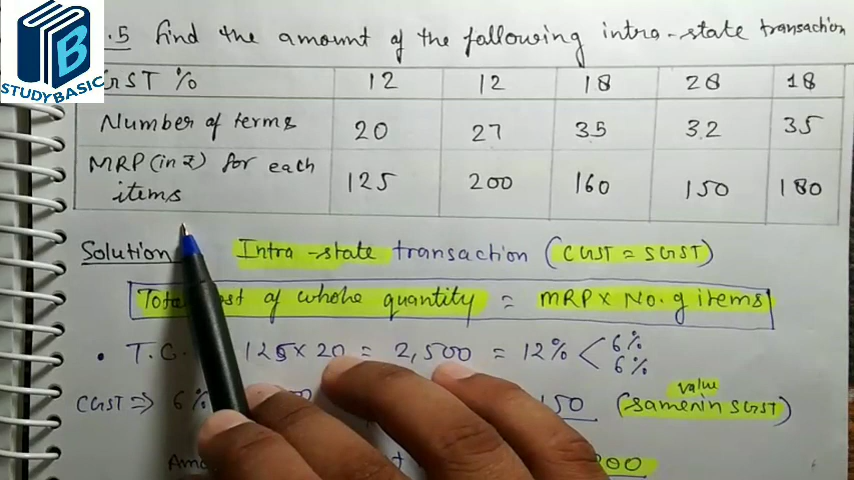 STUDYBASIC
.5 Find the amount of the following intra-state transaction
GST % 12 12 18 28 18
Number of terms 20 27 35 32 35
MRP (in ₹) for each items 125 200 160 150 180
Solution Intra-state transaction (CGST = SGST)
Total cost of whole quantity = MRP x No. of items
• T.C. 125 x 20 = 2,500 = 12% < 6% 6%
CGST ⇒ 6% 150 (same value in SGST)